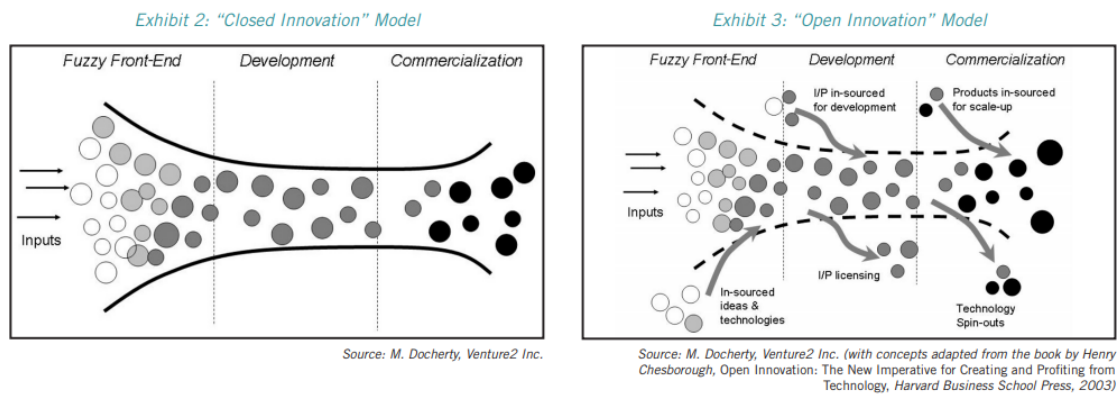 Exhibit 2: “Closed Innovation” Model
Fuzzy Front-End
Development
Commercialization
Inputs
Source: M. Docherty, Venture2 Inc.
Exhibit 3: “Open Innovation” Model
Fuzzy Front-End
Development
Commercialization
I/P in-sourced
for development
Products in-sourced
for scale-up
Inputs
In-sourced
ideas &
technologies
I/P licensing
Technology
Spin-outs
Source: M. Docherty, Venture2 Inc. (with concepts adapted from the book by Henry
Chesborough, Open Innovation: The New Imperative for Creating and Profiting from
Technology, Harvard Business School Press, 2003)